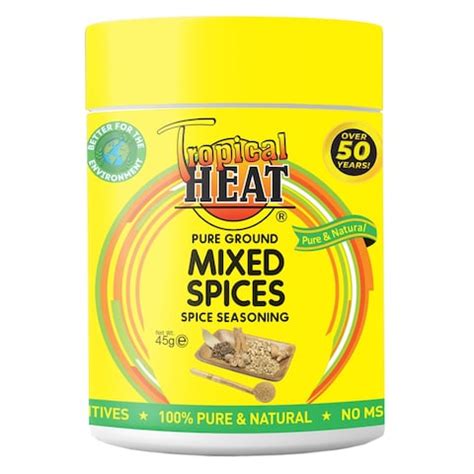 BETTER FOR THE
ENVIRONMENT
Tropical
HEAT
®
OVER
50
YEARS!
Pure & Natural
PURE GROUND
MIXED
SPICES
SPICE SEASONING
Net Wt.
45g℮
ITIVES ★ 100% PURE & NATURAL ★ NO MS